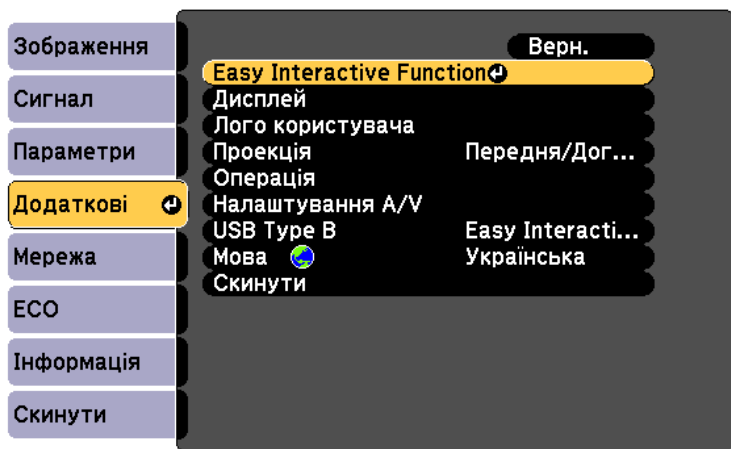 Зображення
Сигнал
Параметри
Додаткові
Мережа
ECO
Інформація
Скинути
Верн.
Easy Interactive Function
Дисплей
Лого користувача
Проекція Передня/Дог...
Операція
Налаштування A/V
USB Type B Easy Interacti...
Мова Українська
Скинути